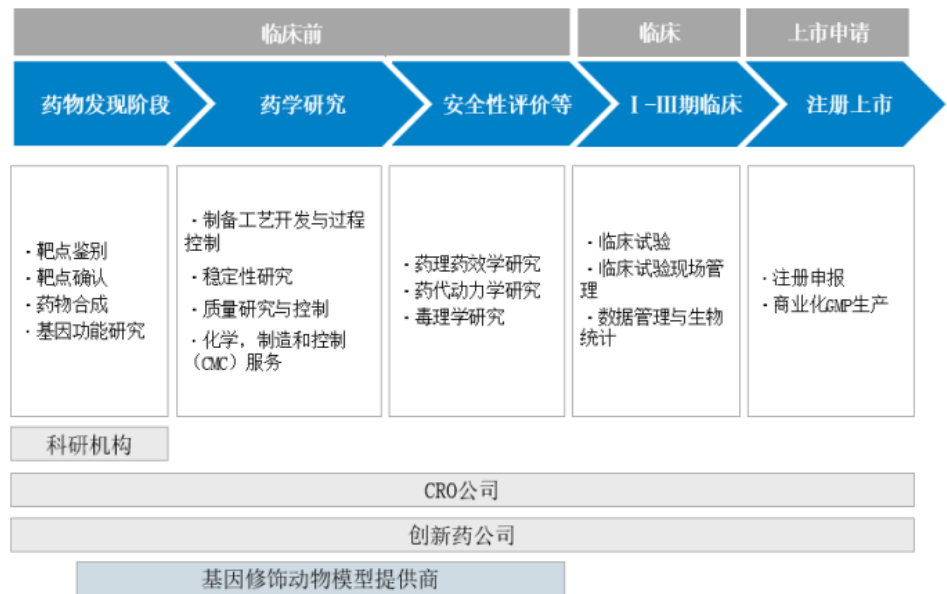 临床前
临床
上市申请
药物发现阶段
药学研究
安全性评价等
Ⅰ-Ⅲ期临床
注册上市
·靶点鉴别
·靶点确认
·药物合成
·基因功能研究
·制备工艺开发与过程
控制
·稳定性研究
·质量研究与控制
·化学，制造和控制
（CMC）服务
·药理药效学研究
·药代动力学研究
·毒理学研究
·临床试验
·临床试验现场管
理
·数据管理与生物
统计
·注册申报
·商业化GMP生产
科研机构
CRO公司
创新药公司
基因修饰动物模型提供商